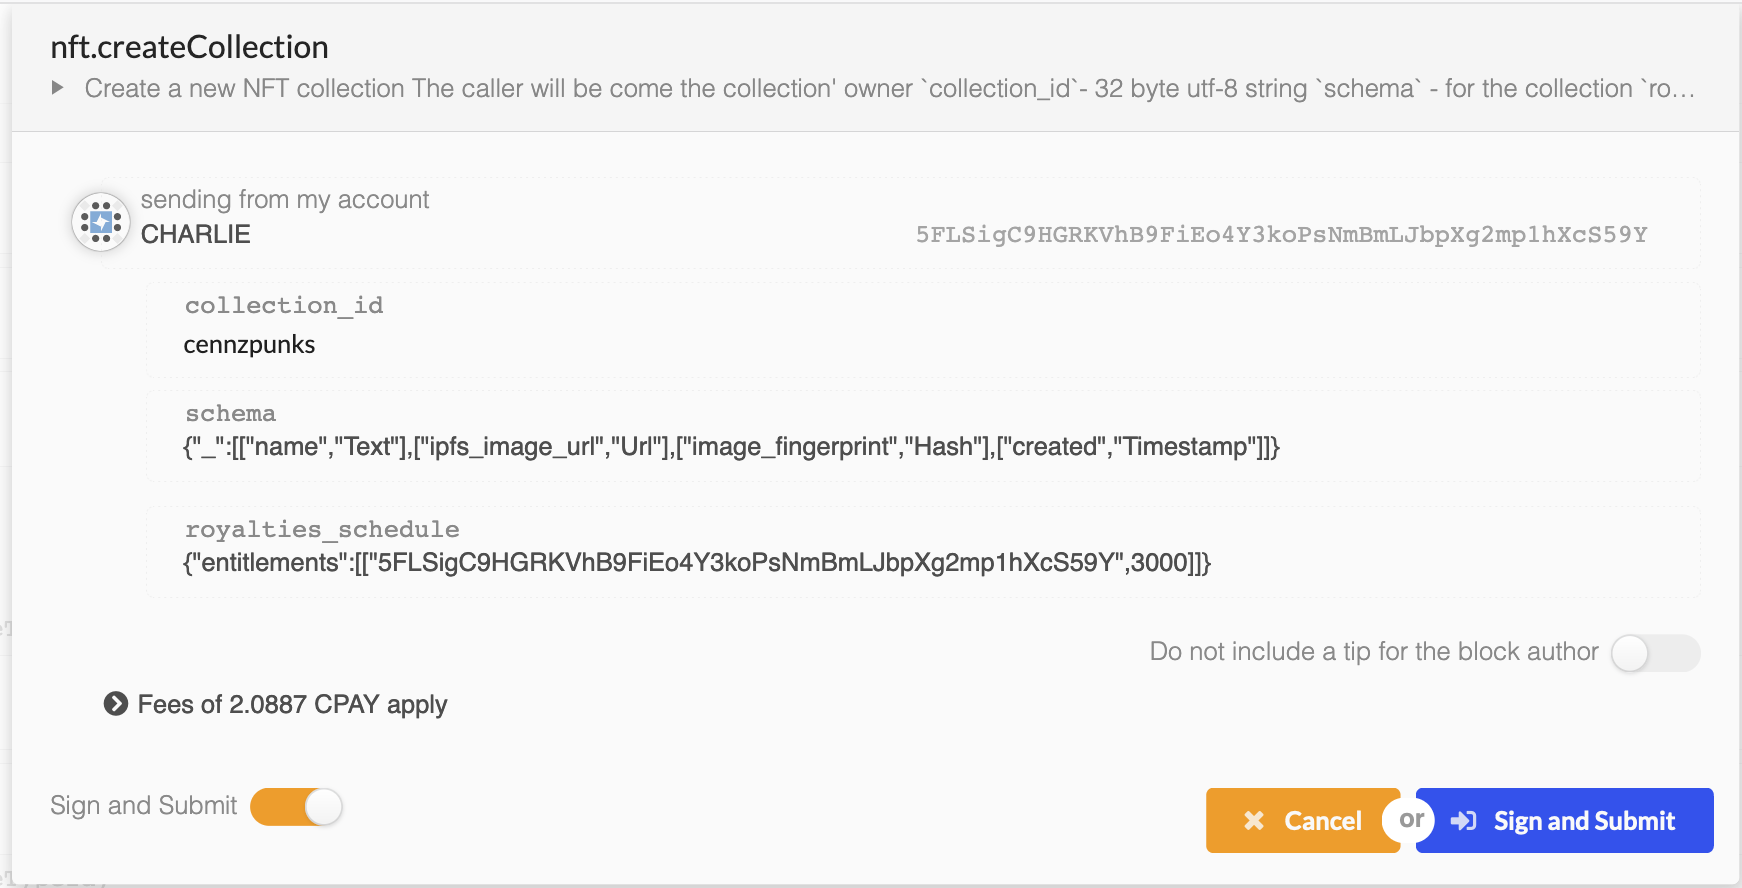 nft.createCollection
Create a new NFT collection The caller will be come the collection' owner `collection_id`- 32 byte utf-8 string `schema` - for the collection `ro…
sending from my account
CHARLIE
5FLSigC9HGRKVhB9FiEo4Y3koPsNmBmLJbpXg2mp1hXcS59Y
collection_id
cennzpunks
schema
{"_":[["name","Text"],["ipfs_image_url","Url"],["image_fingerprint","Hash"],["created","Timestamp"]]}
royalties_schedule
{"entitlements":[["5FLSigC9HGRKVhB9FiEo4Y3koPsNmBmLJbpXg2mp1hXcS59Y",3000]]}
Do not include a tip for the block author
Fees of 2.0887 CPAY apply
Sign and Submit
Cancel
or
Sign and Submit